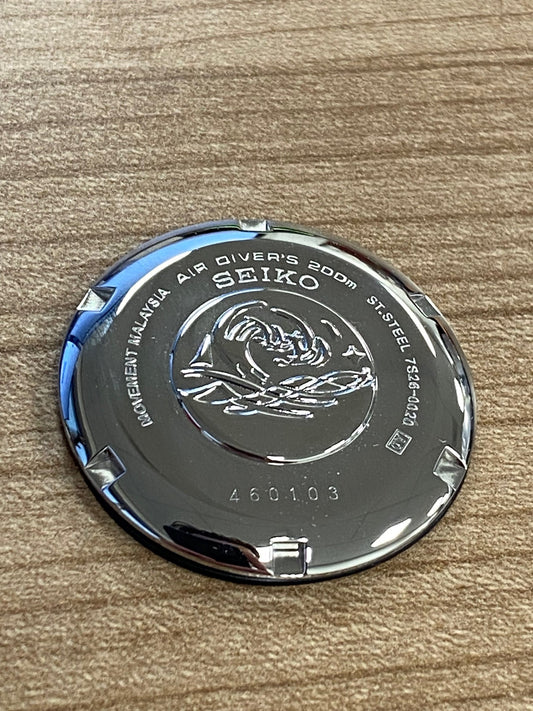 MOVEMENT MALAYSIA AIR DIVER'S 200m ST.STEEL 7S26-0020
SEIKO
460103